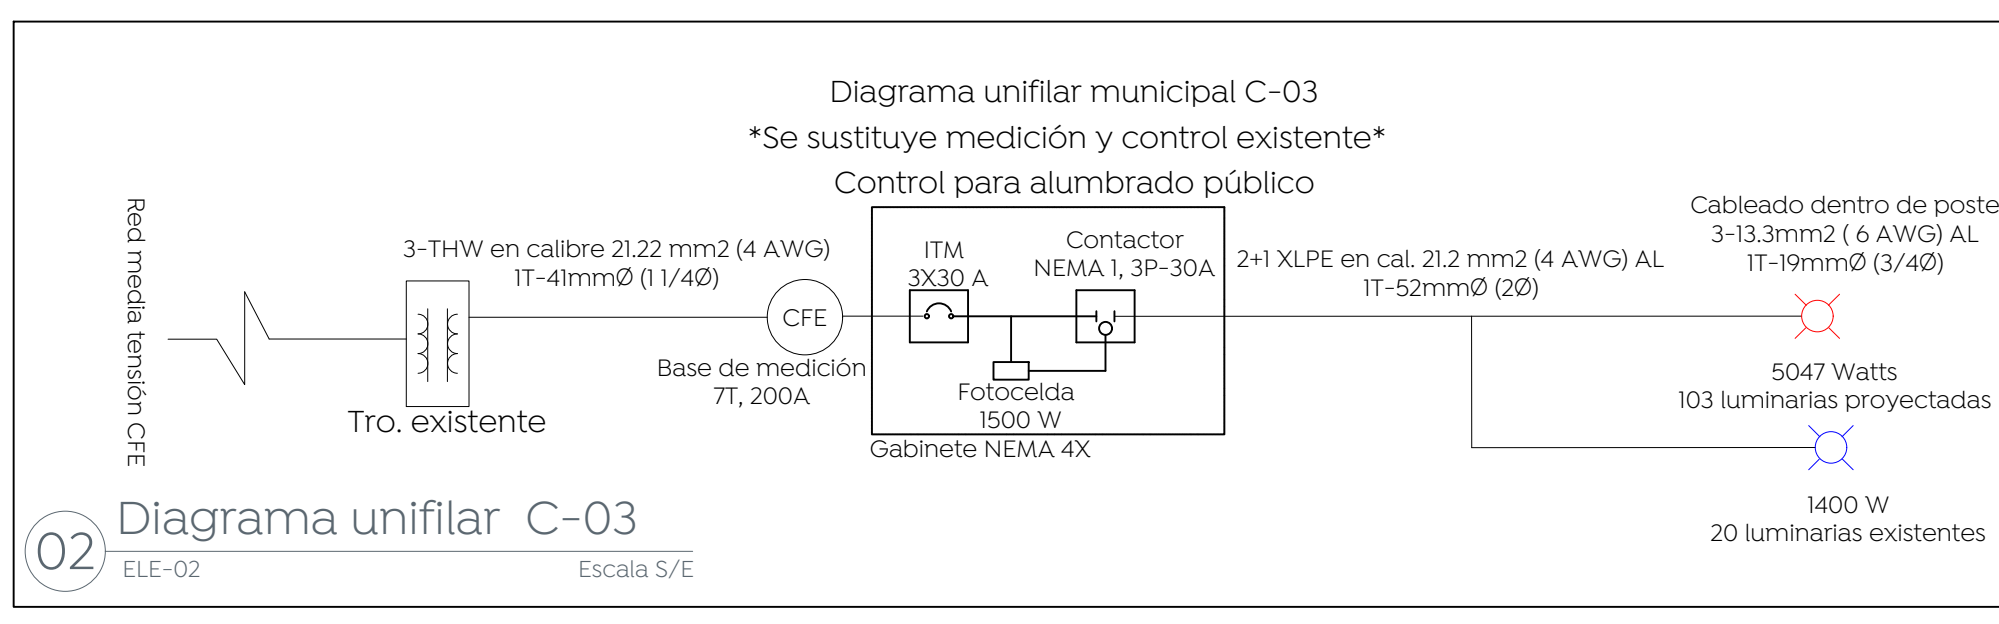 Diagrama unifilar municipal C-03
*Se sustituye medición y control existente*
Control para alumbrado público
Red media tensión CFE
3-THW en calibre 21.22 mm2 (4 AWG)
1T-41mmØ (1 1/4Ø)
Tro. existente
CFE
Base de medición
7T, 200A
ITM
3X30 A
Contactor
NEMA 1, 3P-30A
Fotocelda
1500 W
Gabinete NEMA 4X
2+1 XLPE en cal. 21.2 mm2 (4 AWG) AL
1T-52mmØ (2Ø)
Cableado dentro de poste
3-13.3mm2 ( 6 AWG) AL
1T-19mmØ (3/4Ø)
5047 Watts
103 luminarias proyectadas
1400 W
20 luminarias existentes
02
Diagrama unifilar C-03
ELE-02
Escala S/E